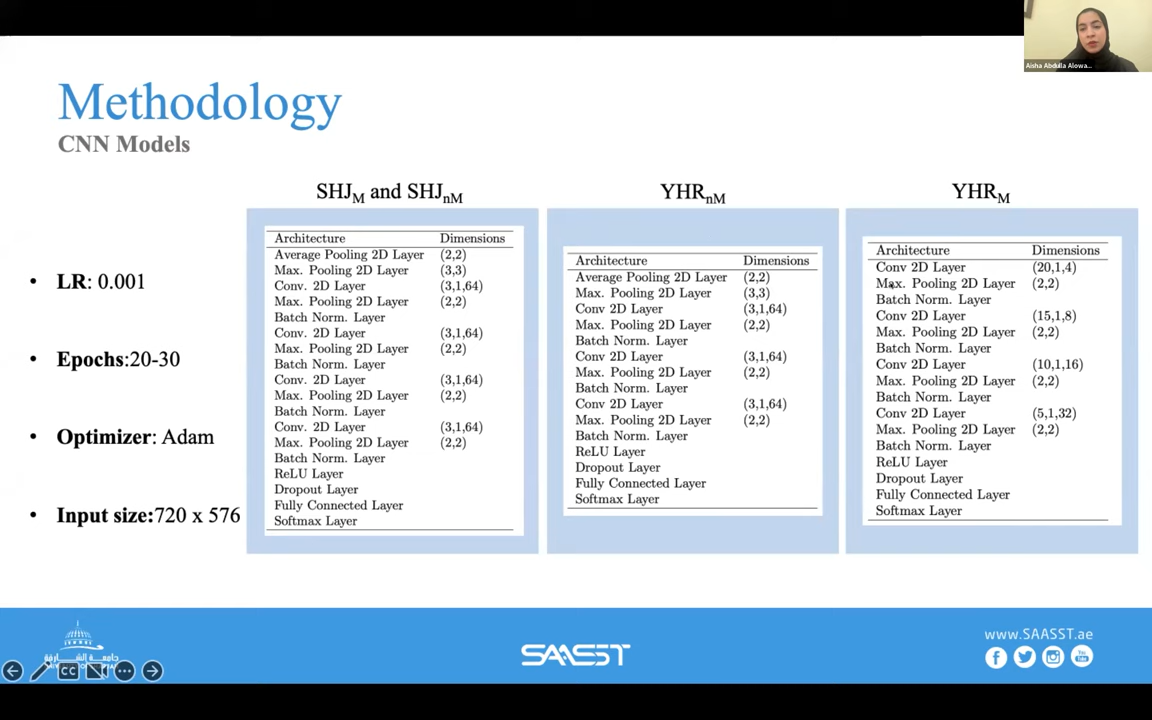 Aisha Abdulla Alowa...
Methodology
CNN Models
• LR: 0.001
• Epochs:20-30
• Optimizer: Adam
• Input size:720 x 576
SHJM and SHJnM
Architecture Dimensions
Average Pooling 2D Layer (2,2)
Max. Pooling 2D Layer (3,3)
Conv. 2D Layer (3,1,64)
Max. Pooling 2D Layer (2,2)
Batch Norm. Layer
Conv. 2D Layer (3,1,64)
Max. Pooling 2D Layer (2,2)
Batch Norm. Layer
Conv. 2D Layer (3,1,64)
Max. Pooling 2D Layer (2,2)
Batch Norm. Layer
Conv. 2D Layer (3,1,64)
Max. Pooling 2D Layer (2,2)
Batch Norm. Layer
ReLU Layer
Dropout Layer
Fully Connected Layer
Softmax Layer
YHRnM
Architecture Dimensions
Average Pooling 2D Layer (2,2)
Max. Pooling 2D Layer (3,3)
Conv 2D Layer (3,1,64)
Max. Pooling 2D Layer (2,2)
Batch Norm. Layer
Conv 2D Layer (3,1,64)
Max. Pooling 2D Layer (2,2)
Batch Norm. Layer
Conv 2D Layer (3,1,64)
Max. Pooling 2D Layer (2,2)
Batch Norm. Layer
ReLU Layer
Dropout Layer
Fully Connected Layer
Softmax Layer
YHRM
Architecture Dimensions
Conv 2D Layer (20,1,4)
Max. Pooling 2D Layer (2,2)
Batch Norm. Layer
Conv 2D Layer (15,1,8)
Max. Pooling 2D Layer (2,2)
Batch Norm. Layer
Conv 2D Layer (10,1,16)
Max. Pooling 2D Layer (2,2)
Batch Norm. Layer
Conv 2D Layer (5,1,32)
Max. Pooling 2D Layer (2,2)
Batch Norm. Layer
ReLU Layer
Dropout Layer
Fully Connected Layer
Softmax Layer
CC
SAASST
www.SAASST.ae
You
Tube